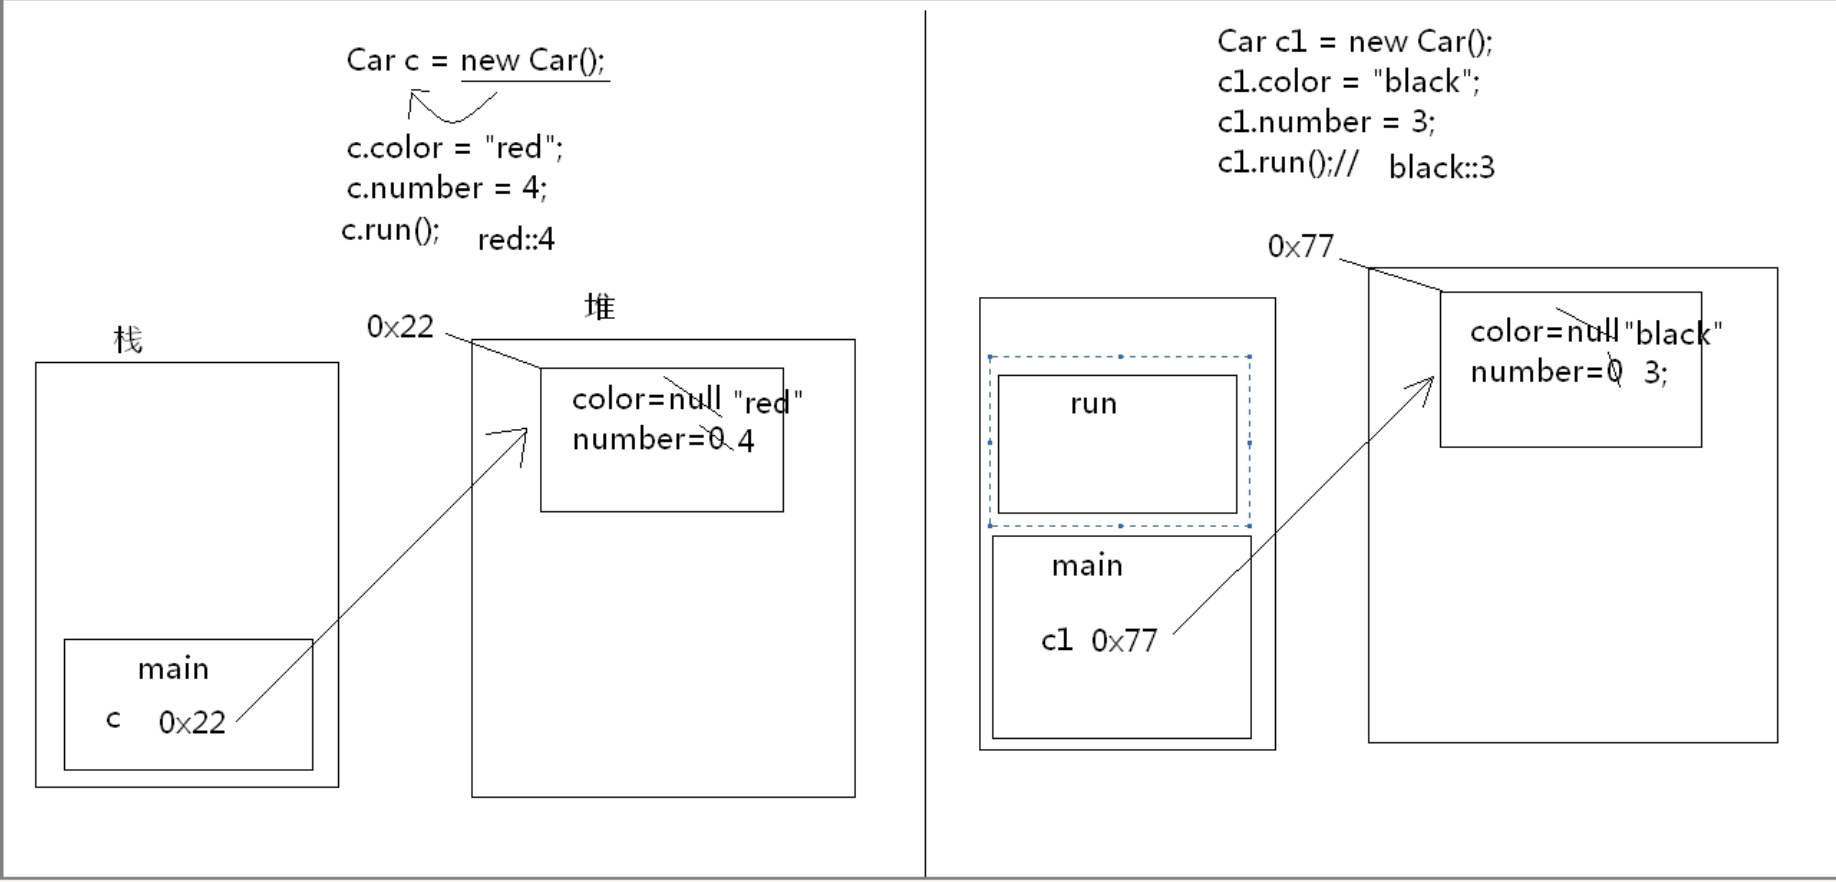 Car c = new Car();
c.color = "red";
c.number = 4;
c.run(); red::4
栈
0x22
堆
color=null "red"
number=0 4
main
c 0x22
Car c1 = new Car();
c1.color = "black";
c1.number = 3;
c1.run();// black::3
0x77
color=null "black"
number=0 3;
run
main
c1 0x77